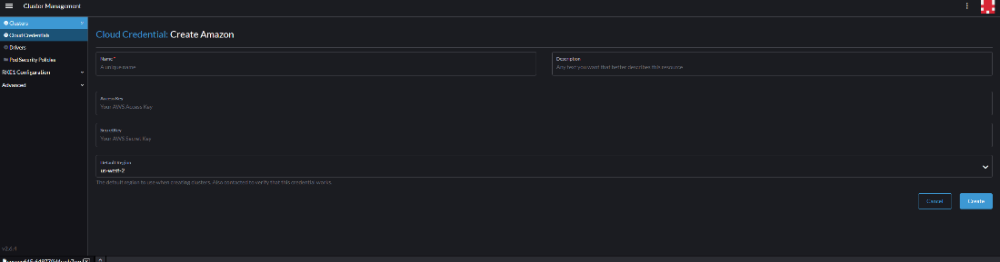 Cluster Management
Clusters
Cloud Credentials
Drivers
Pod Security Policies
RKE1 Configuration
Advanced
Cloud Credential: Create Amazon
Name *
A unique name
Description
Any text you want that better describes this resource
Access Key
Your AWS Access Key
Secret Key
Your AWS Secret Key
Default Region
us-west-2
The default region to use when creating clusters. Also contacted to verify that this credential works.
Cancel
Create
v2.6.4